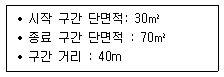 • 시작 구간 단면적: 30㎡
• 종료 구간 단면적 : 70㎡
• 구간 거리 : 40m